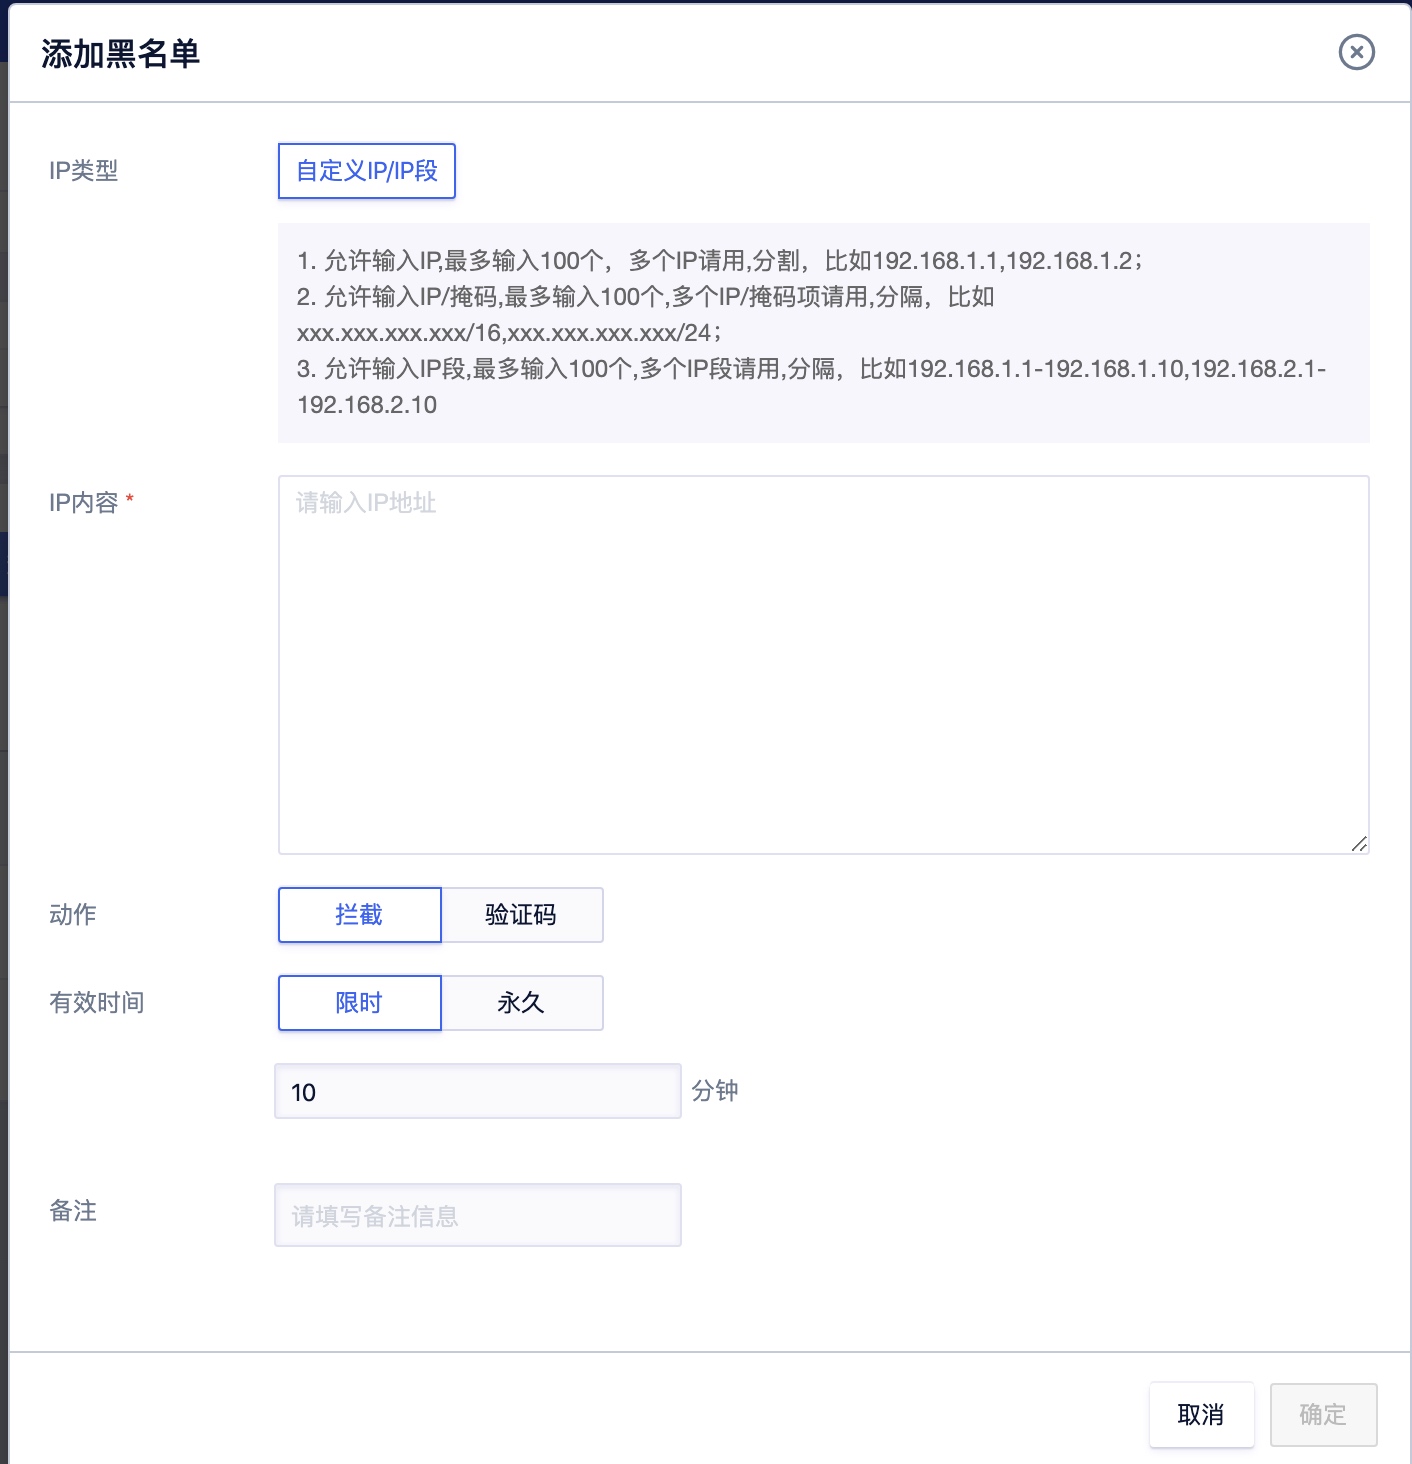 添加黑名单
IP类型
自定义IP/IP段
1. 允许输入IP,最多输入100个，多个IP请用,分割，比如192.168.1.1,192.168.1.2；
2. 允许输入IP/掩码,最多输入100个,多个IP/掩码项请用,分隔，比如
xxx.xxx.xxx.xxx/16,xxx.xxx.xxx.xxx/24；
3. 允许输入IP段,最多输入100个,多个IP段请用,分隔，比如192.168.1.1-192.168.1.10,192.168.2.1-
192.168.2.10
IP内容 *
请输入IP地址
动作
拦截
验证码
有效时间
限时
永久
10
分钟
备注
请填写备注信息
取消
确定